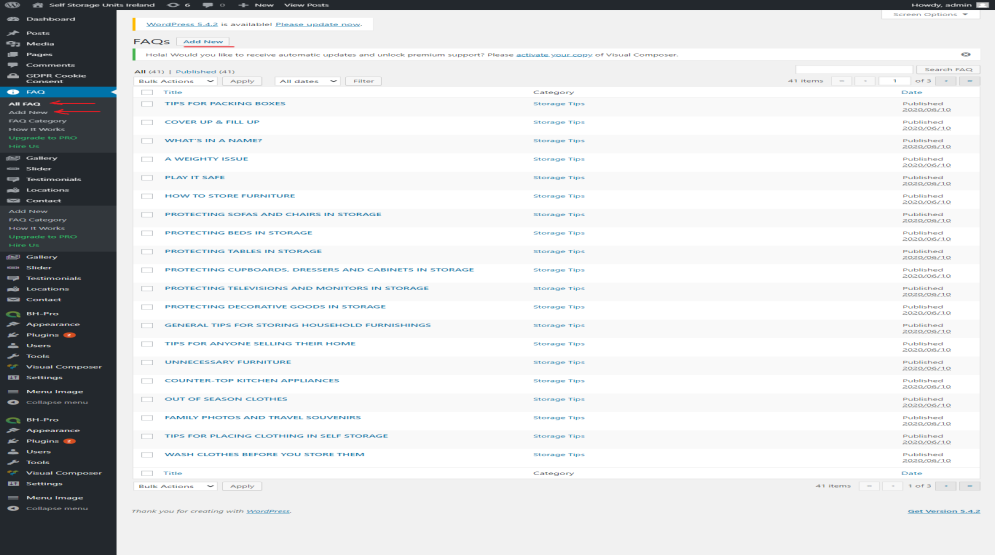 Self Storage Units Ireland 6 0 New View Posts Howdy, admin
Screen Options
WordPress 5.4.2 is available! Please update now.
FAQs Add New
Hola! Would you like to receive automatic updates and unlock premium support? Please activate your copy of Visual Composer.
All (41) | Published (41)
Search FAQ
Bulk Actions Apply All dates Filter 41 items « ‹ 1 of 3 › »
Title Category Date
TIPS FOR PACKING BOXES Storage Tips Published
2020/06/10
COVER UP & FILL UP Storage Tips Published
2020/06/10
WHAT'S IN A NAME? Storage Tips Published
2020/06/10
A WEIGHTY ISSUE Storage Tips Published
2020/06/10
PLAY IT SAFE Storage Tips Published
2020/06/10
HOW TO STORE FURNITURE Storage Tips Published
2020/06/10
PROTECTING SOFAS AND CHAIRS IN STORAGE Storage Tips Published
2020/06/10
PROTECTING BEDS IN STORAGE Storage Tips Published
2020/06/10
PROTECTING TABLES IN STORAGE Storage Tips Published
2020/06/10
PROTECTING CUPBOARDS, DRESSERS AND CABINETS IN STORAGE Storage Tips Published
2020/06/10
PROTECTING TELEVISIONS AND MONITORS IN STORAGE Storage Tips Published
2020/06/10
PROTECTING DECORATIVE GOODS IN STORAGE Storage Tips Published
2020/06/10
GENERAL TIPS FOR STORING HOUSEHOLD FURNISHINGS Storage Tips Published
2020/06/10
TIPS FOR ANYONE SELLING THEIR HOME Storage Tips Published
2020/06/10
UNNECESSARY FURNITURE Storage Tips Published
2020/06/10
COUNTER-TOP KITCHEN APPLIANCES Storage Tips Published
2020/06/10
OUT OF SEASON CLOTHES Storage Tips Published
2020/06/10
FAMILY PHOTOS AND TRAVEL SOUVENIRS Storage Tips Published
2020/06/10
TIPS FOR PLACING CLOTHING IN SELF STORAGE Storage Tips Published
2020/06/10
WASH CLOTHES BEFORE YOU STORE THEM Storage Tips Published
2020/06/10
Title Category Date
Bulk Actions Apply 41 items « ‹ 1 of 3 › »
Thank you for creating with WordPress. Get Version 5.4.2
Dashboard
Posts
Media
Pages
Comments
GDPR Cookie
Consent
FAQ
All FAQ
Add New
FAQ Category
How It Works
Upgrade to PRO
Hire Us
Gallery
Slider
Testimonials
Locations
Contact
Add New
FAQ Category
How It Works
Upgrade to PRO
Hire Us
Gallery
Slider
Testimonials
Locations
Contact
BH-Pro
Appearance
Plugins
Users
Tools
Visual Composer
Settings
Menu Image
Collapse menu
BH-Pro
Appearance
Plugins
Users
Tools
Visual Composer
Settings
Menu Image
Collapse menu